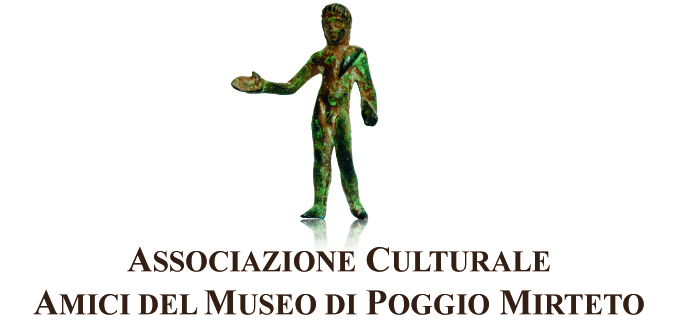 ASSOCIAZIONE CULTURALE
AMICI DEL MUSEO DI POGGIO MIRTETO